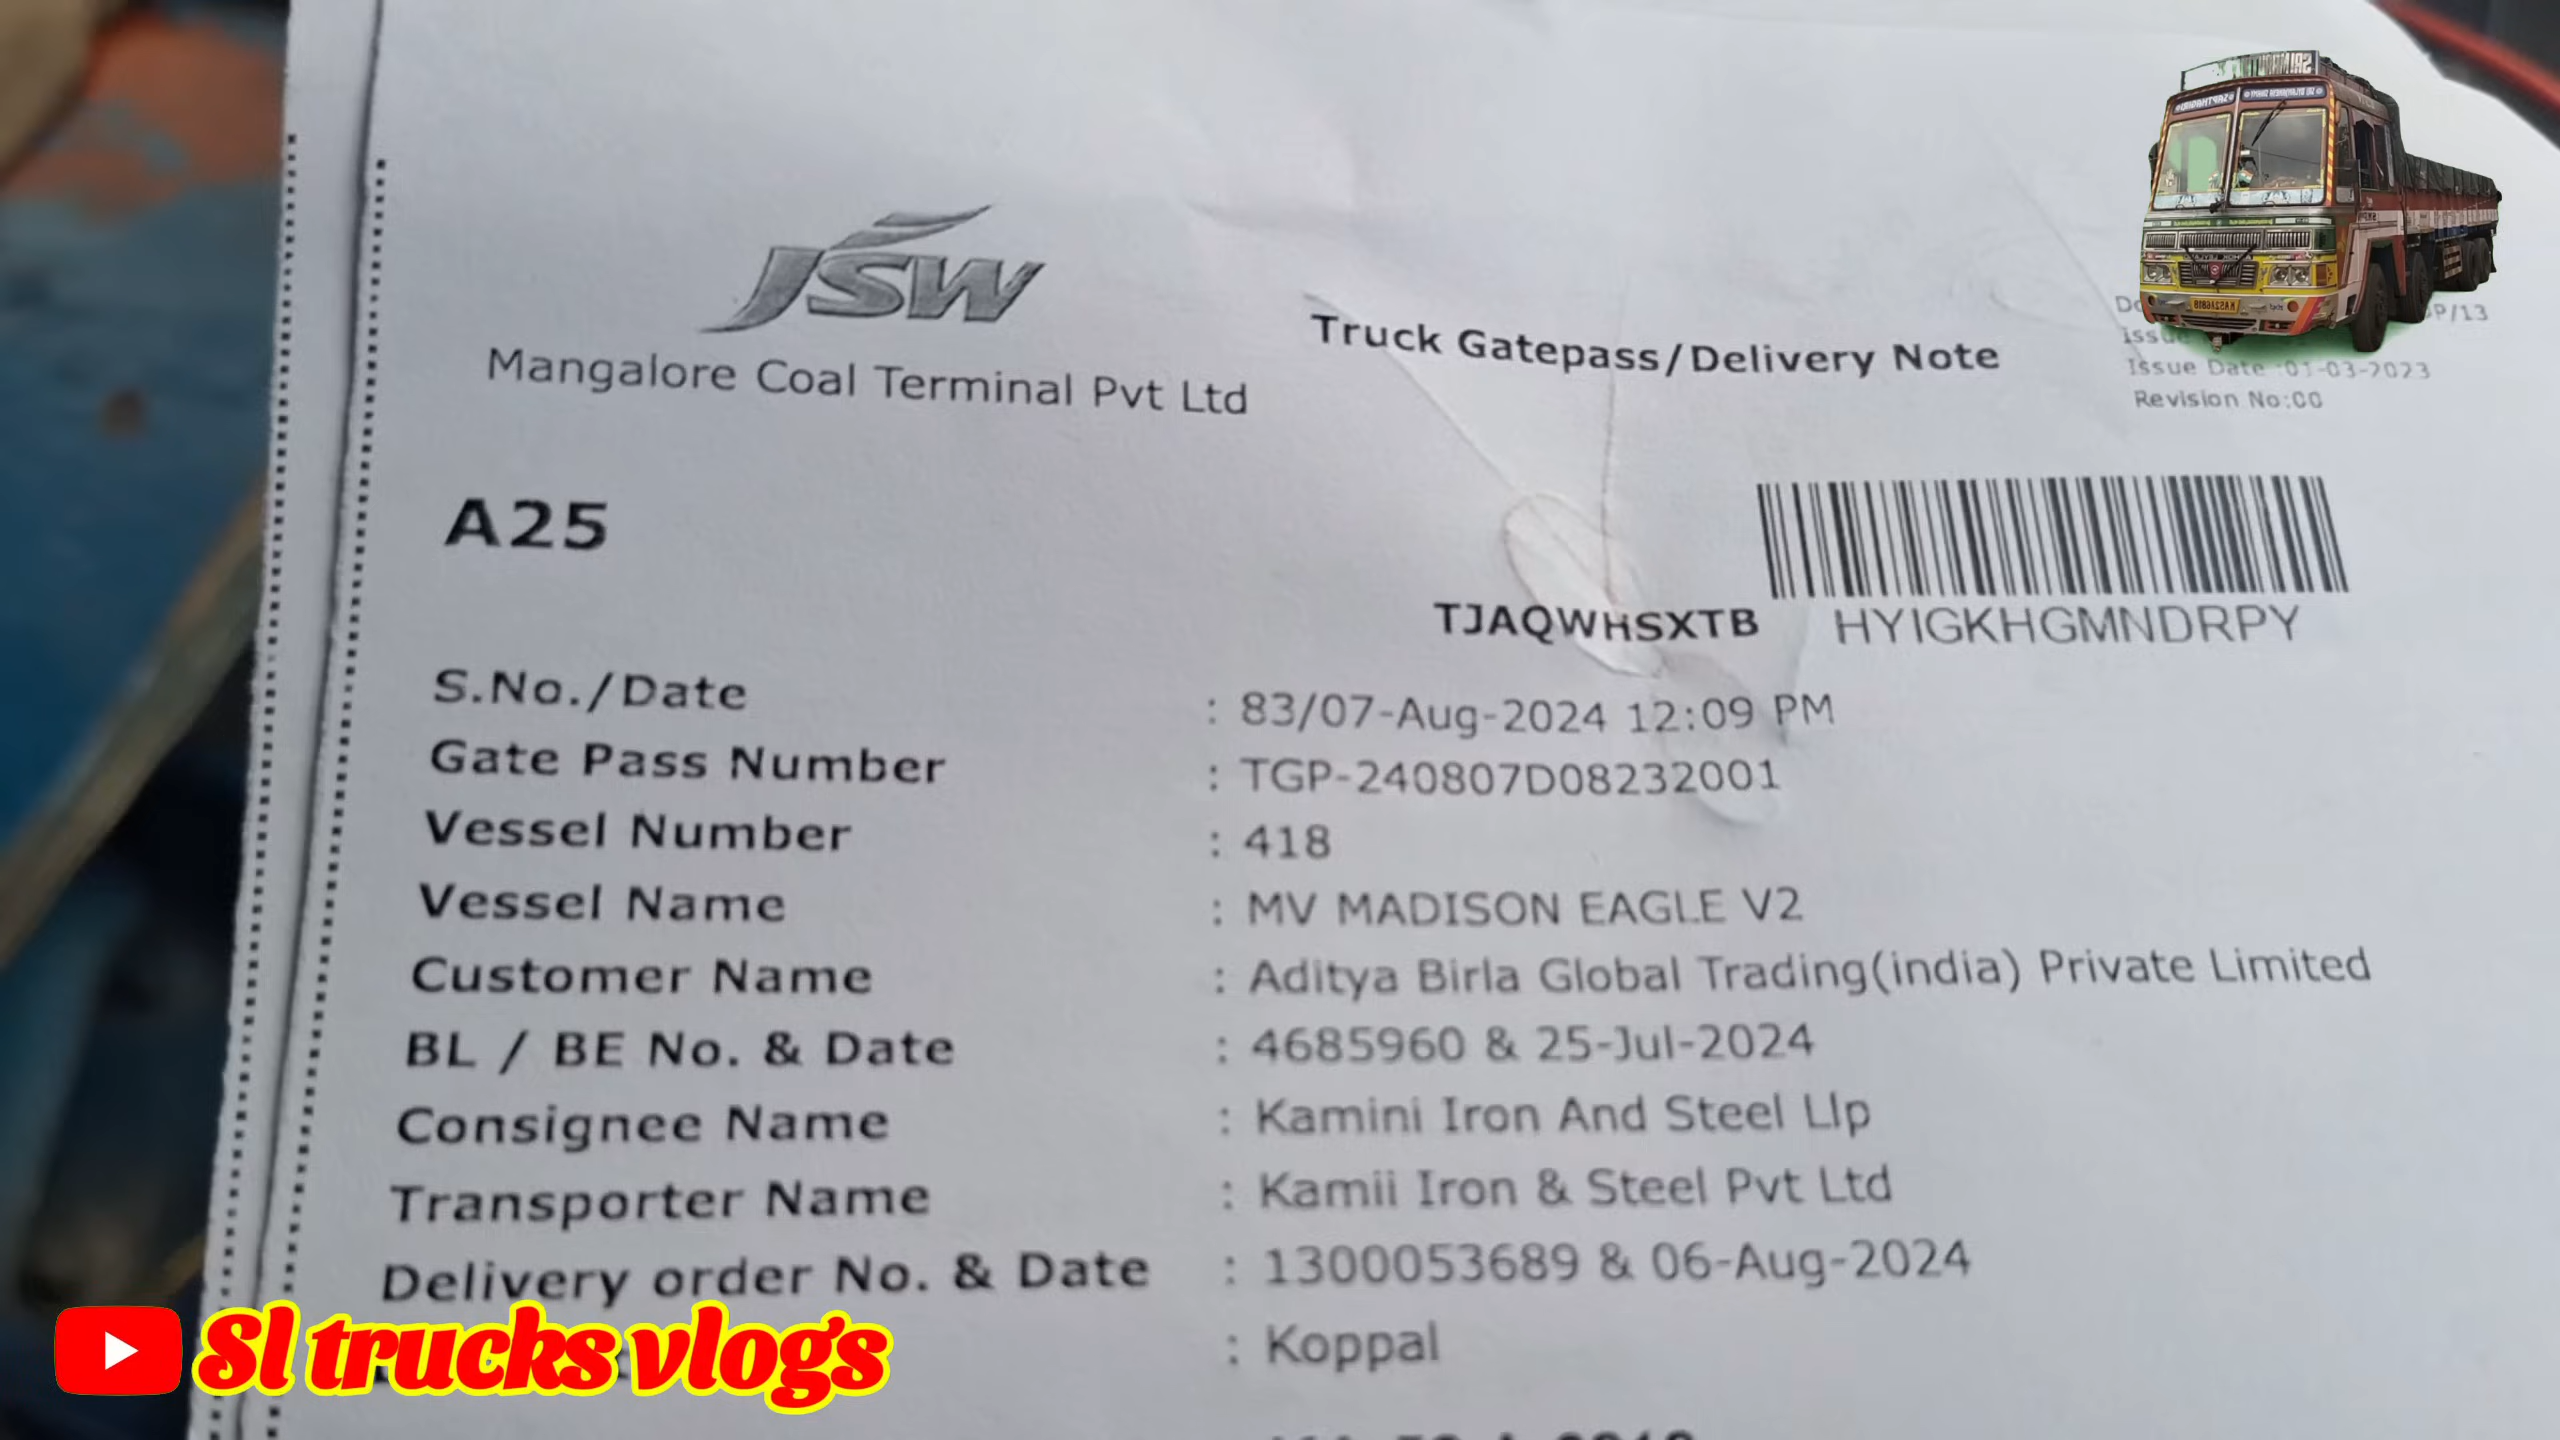 JSW
Mangalore Coal Terminal Pvt Ltd
Truck Gatepass/Delivery Note
P/13
Issue Date :01-03-2023
Revision No:00
A25
TJAQWHSXTB
HYIGKHGMNDRPY
S.No./Date : 83/07-Aug-2024 12:09 PM
Gate Pass Number : TGP-240807D08232001
Vessel Number : 418
Vessel Name : MV MADISON EAGLE V2
Customer Name : Aditya Birla Global Trading(india) Private Limited
BL / BE No. & Date : 4685960 & 25-Jul-2024
Consignee Name : Kamini Iron And Steel Llp
Transporter Name : Kamii Iron & Steel Pvt Ltd
Delivery order No. & Date : 1300053689 & 06-Aug-2024
: Koppal
Sl trucks vlogs